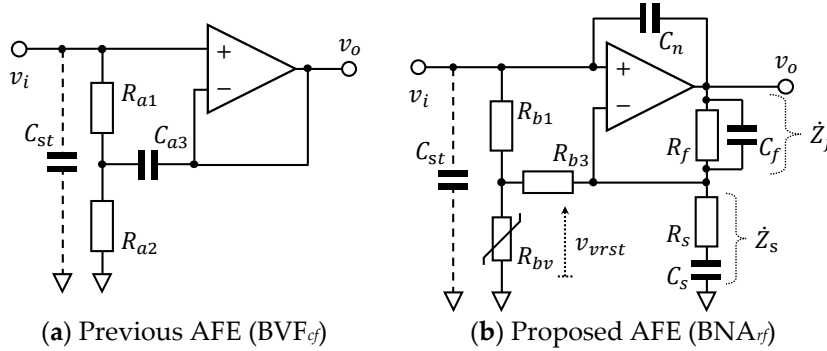 v_i
C_st
R_a1
C_a3
R_a2
+
−
v_o
(a) Previous AFE (BVF_cf)
v_i
C_st
R_b1
R_b3
R_bv
v_vrst
C_n
+
−
v_o
R_f
C_f
Ż_f
R_s
C_s
Ż_s
(b) Proposed AFE (BNA_rf)